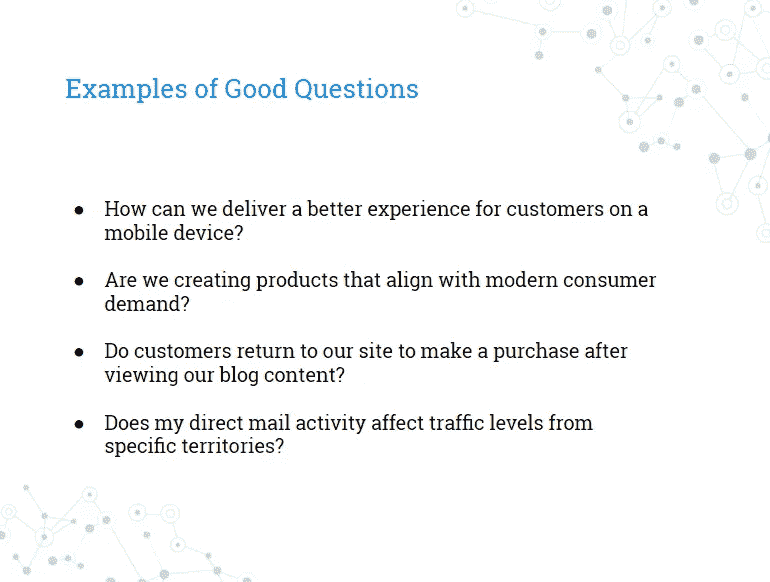 Examples of Good Questions
● How can we deliver a better experience for customers on a
mobile device?
● Are we creating products that align with modern consumer
demand?
● Do customers return to our site to make a purchase after
viewing our blog content?
● Does my direct mail activity affect traffic levels from
specific territories?